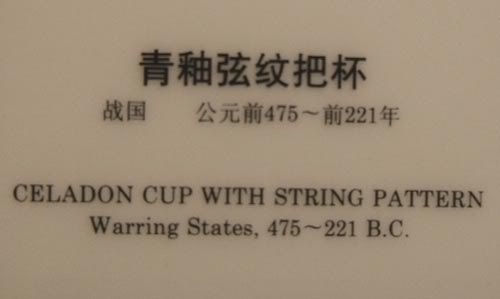 青釉弦纹把杯
战国 公元前475～前221年
CELADON CUP WITH STRING PATTERN
Warring States, 475～221 B.C.